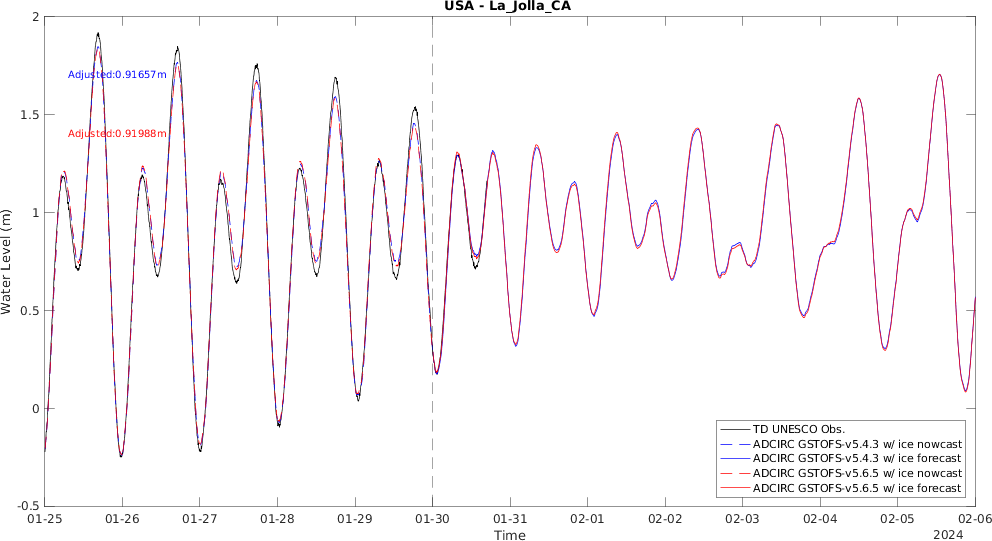 USA - La_Jolla_CA
2
1.5
1
0.5
0
-0.5
Water Level (m)
Adjusted:0.91657m
Adjusted:0.91988m
TD UNESCO Obs.
ADCIRC GSTOFS-v5.4.3 w/ ice nowcast
ADCIRC GSTOFS-v5.4.3 w/ ice forecast
ADCIRC GSTOFS-v5.6.5 w/ ice nowcast
ADCIRC GSTOFS-v5.6.5 w/ ice forecast
01-25 01-26 01-27 01-28 01-29 01-30 01-31 02-01 02-02 02-03 02-04 02-05 02-06
Time
2024